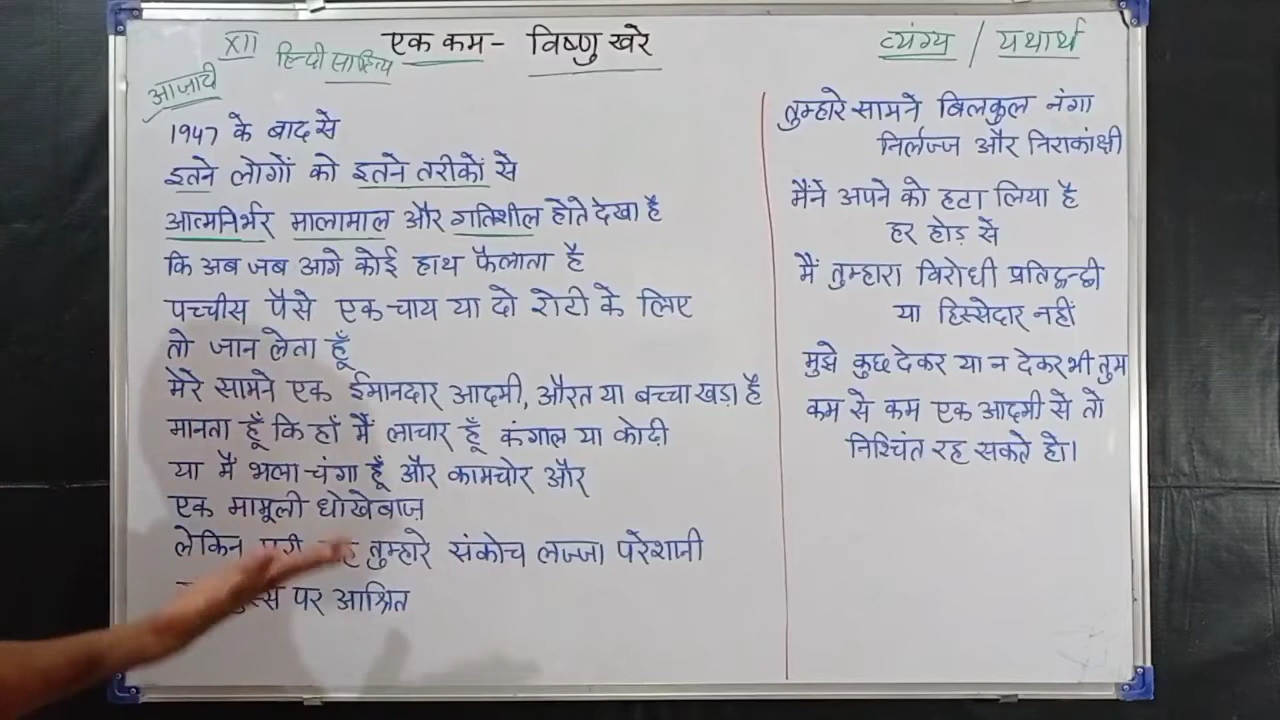 XII हिन्दी साहित्य एक कम - विष्णु खरे
व्यंग्य / यथार्थ
आजादी
1947 के बाद से
इतने लोगों को इतने तरीकों से
आत्मनिर्भर मालामाल और गतिशील होते देखा है
कि अब जब आगे कोई हाथ फैलाता है
पच्चीस पैसे एक चाय या दो रोटी के लिए
तो जान लेता हूँ
मेरे सामने एक ईमानदार आदमी, औरत या बच्चा खड़ा है
मानता हूँ कि हाँ मैं लाचार हूँ कंगाल या कोदी
या मैं भला चंगा हूँ और कामचोर और
एक मामूली धोखेबाज़
लेकिन तुम्हारे संकोच लज्जा परेशानी
पर आश्रित
तुम्हारे सामने बिलकुल नंगा
निर्लज्ज और निराकांक्षी
मैंने अपने को हटा लिया है
हर होड़ से
मैं तुम्हारा विरोधी प्रतिद्वन्द्वी
या हिस्सेदार नहीं
मुझे कुछ देकर या न देकर भी तुम
कम से कम एक आदमी से तो
निश्चिंत रह सकते हो।